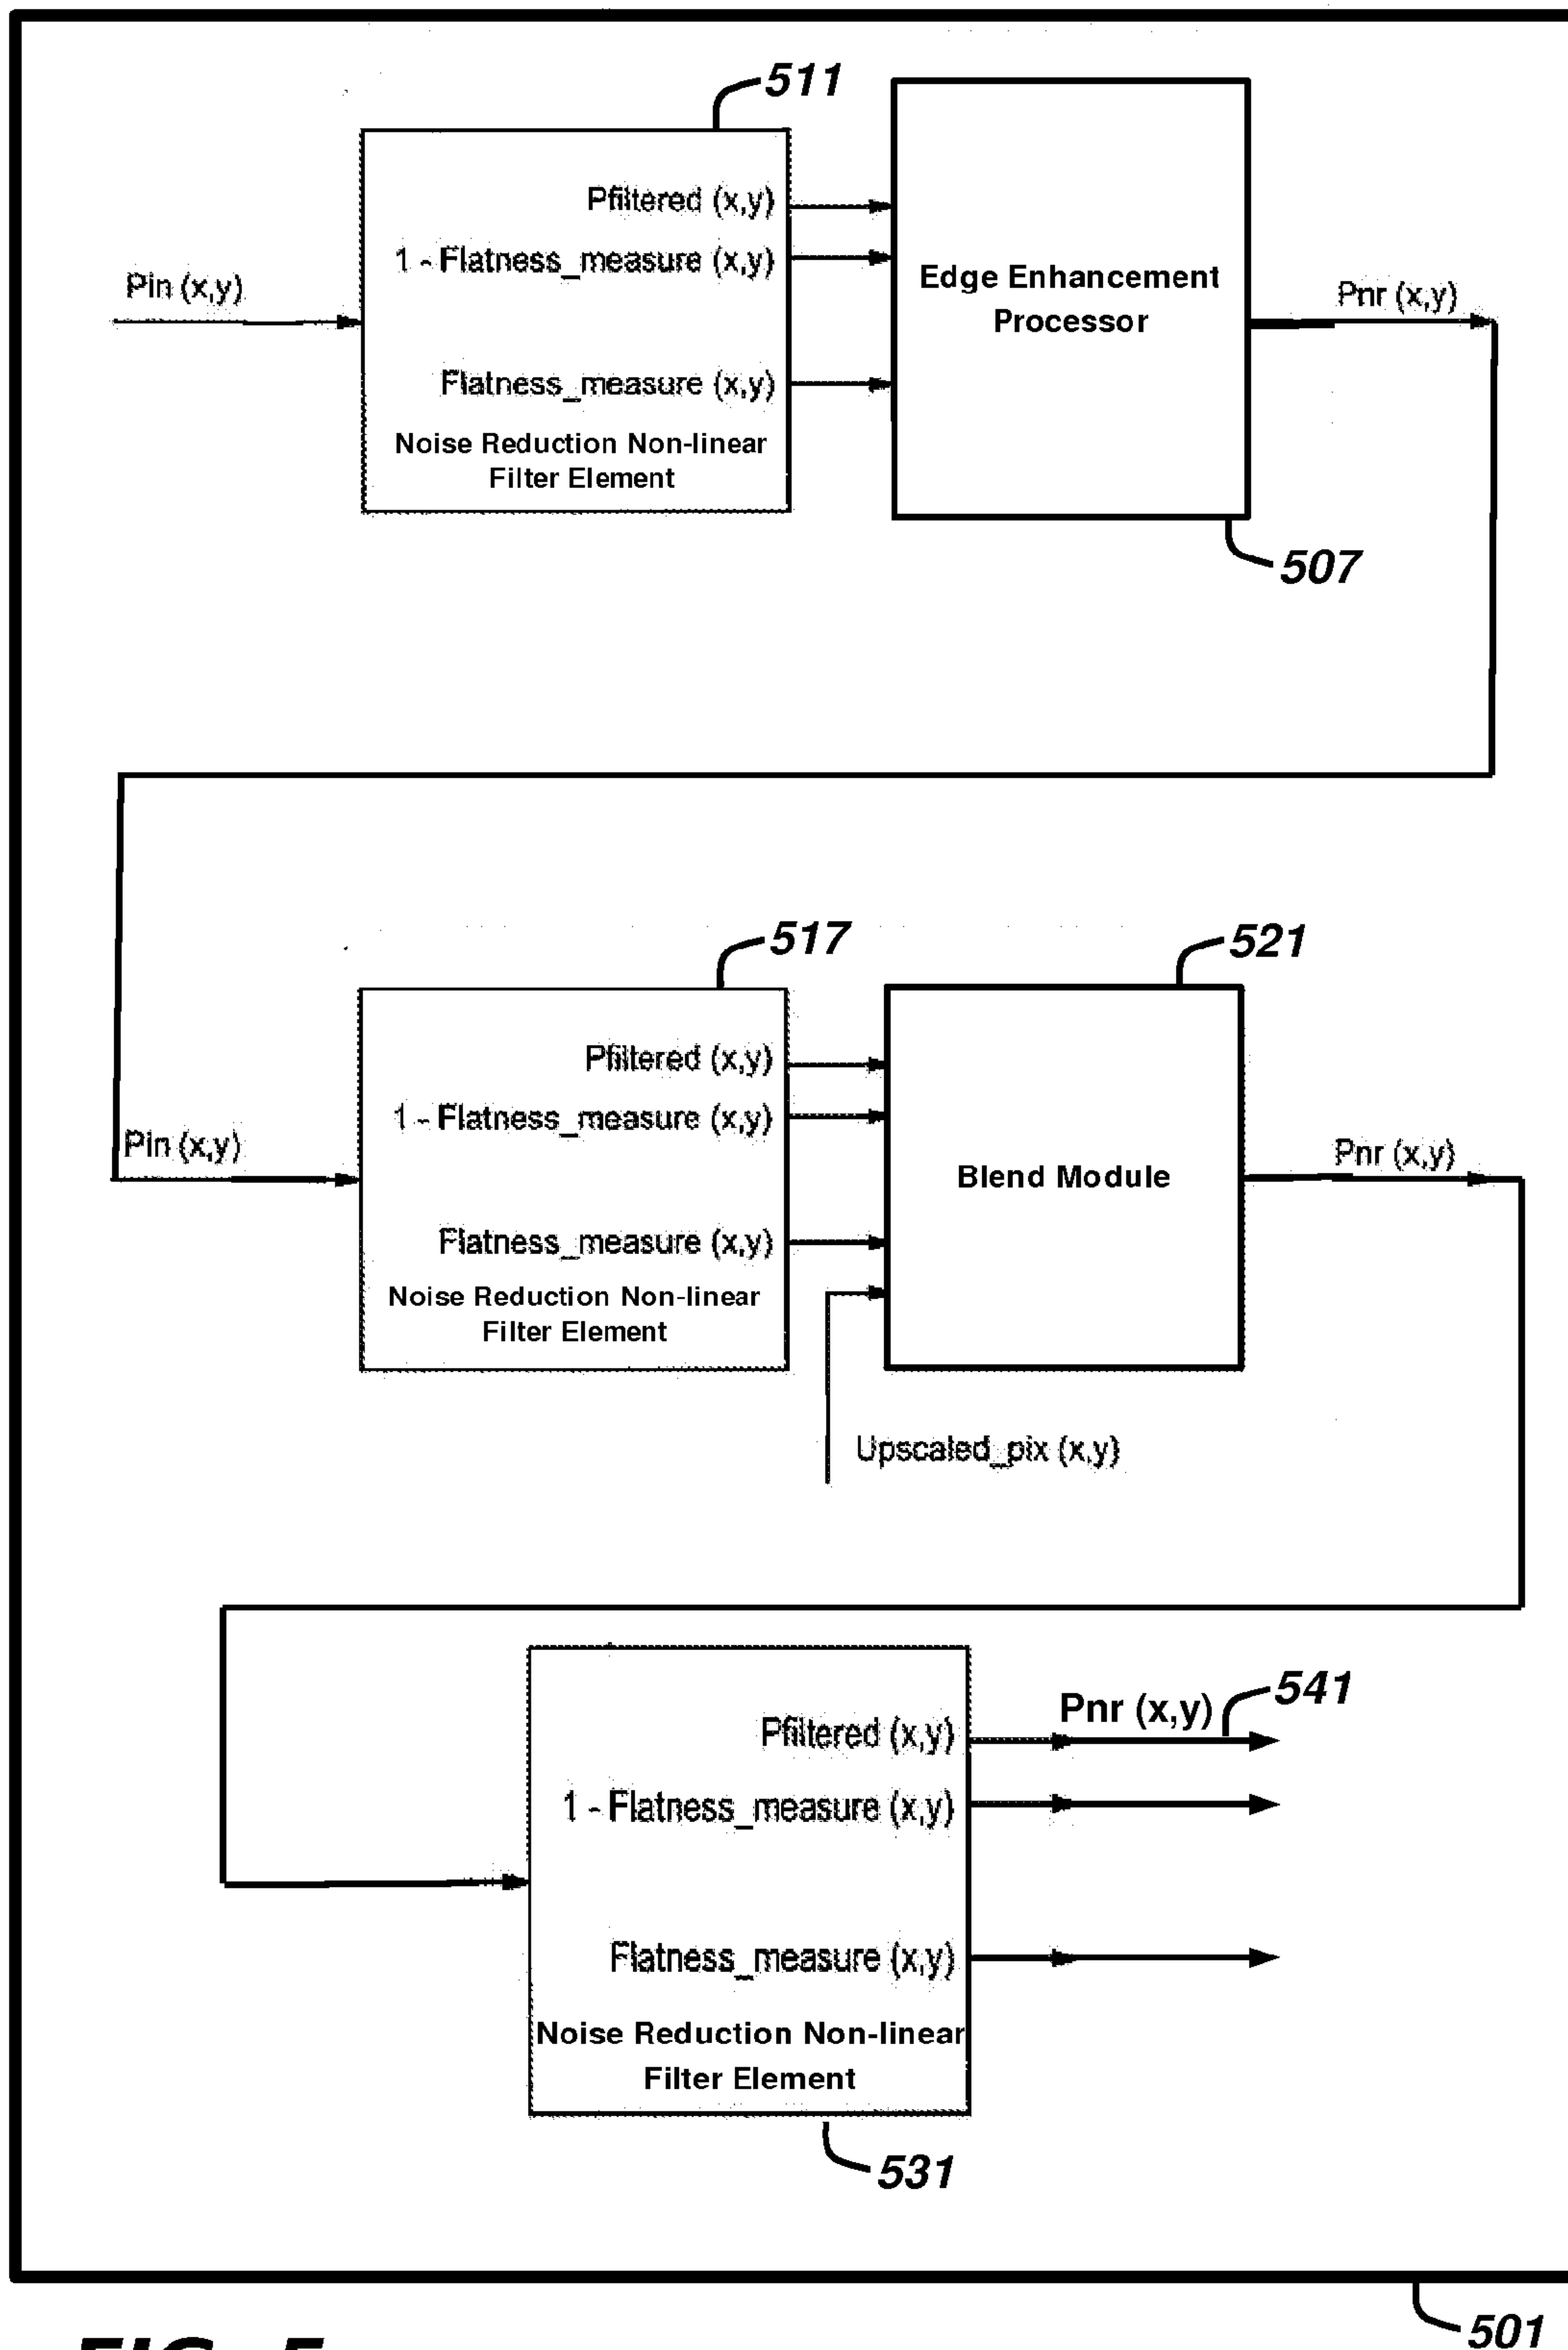 511
Pfiltered (x,y)
1 - Flatness_measure (x,y)
Pin (x,y)
Edge Enhancement
Processor
Pnr (x,y)
Flatness_measure (x,y)
Noise Reduction Non-linear
Filter Element
507
517
521
Pfiltered (x,y)
1 - Flatness_measure (x,y)
Pin (x,y)
Blend Module
Pnr (x,y)
Flatness_measure (x,y)
Noise Reduction Non-linear
Filter Element
Upscaled_pix (x,y)
Pnr (x,y)
541
Pfiltered (x,y)
1 - Flatness_measure (x,y)
Flatness_measure (x,y)
Noise Reduction Non-linear
Filter Element
531
501
FIG. 5